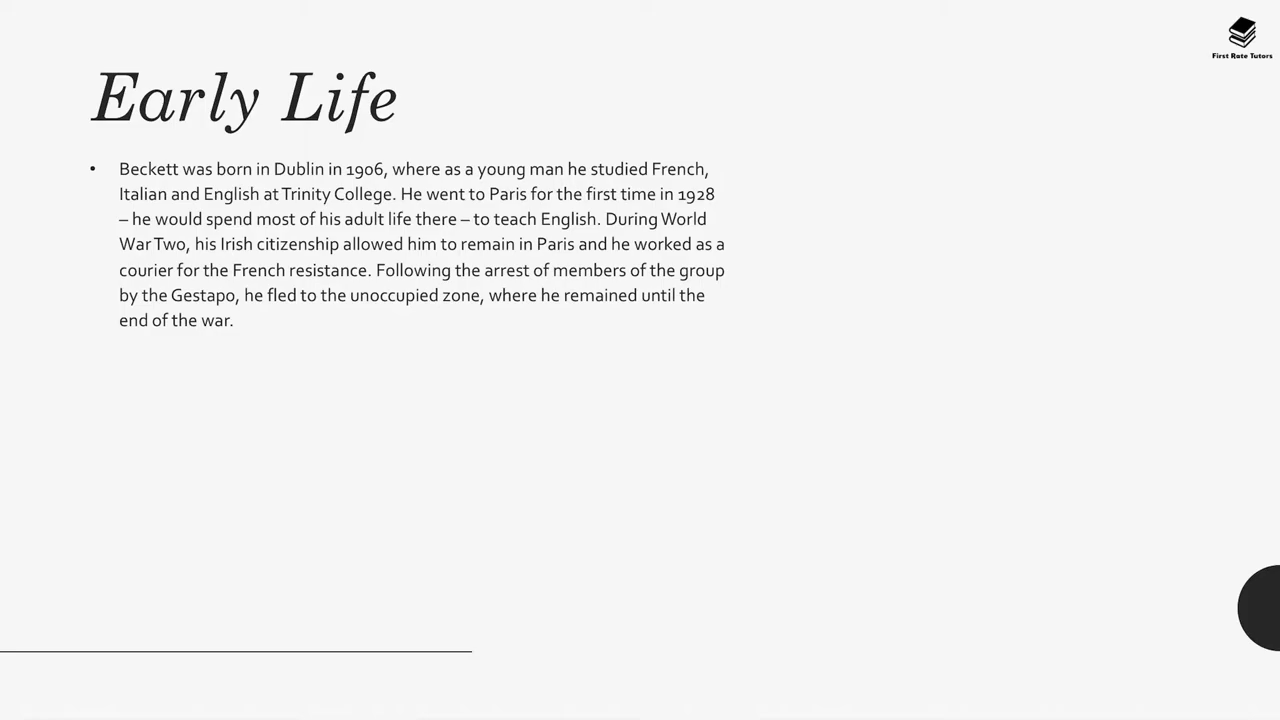 First Rate Tutors
Early Life
• Beckett was born in Dublin in 1906, where as a young man he studied French,
Italian and English at Trinity College. He went to Paris for the first time in 1928
– he would spend most of his adult life there – to teach English. During World
War Two, his Irish citizenship allowed him to remain in Paris and he worked as a
courier for the French resistance. Following the arrest of members of the group
by the Gestapo, he fled to the unoccupied zone, where he remained until the
end of the war.